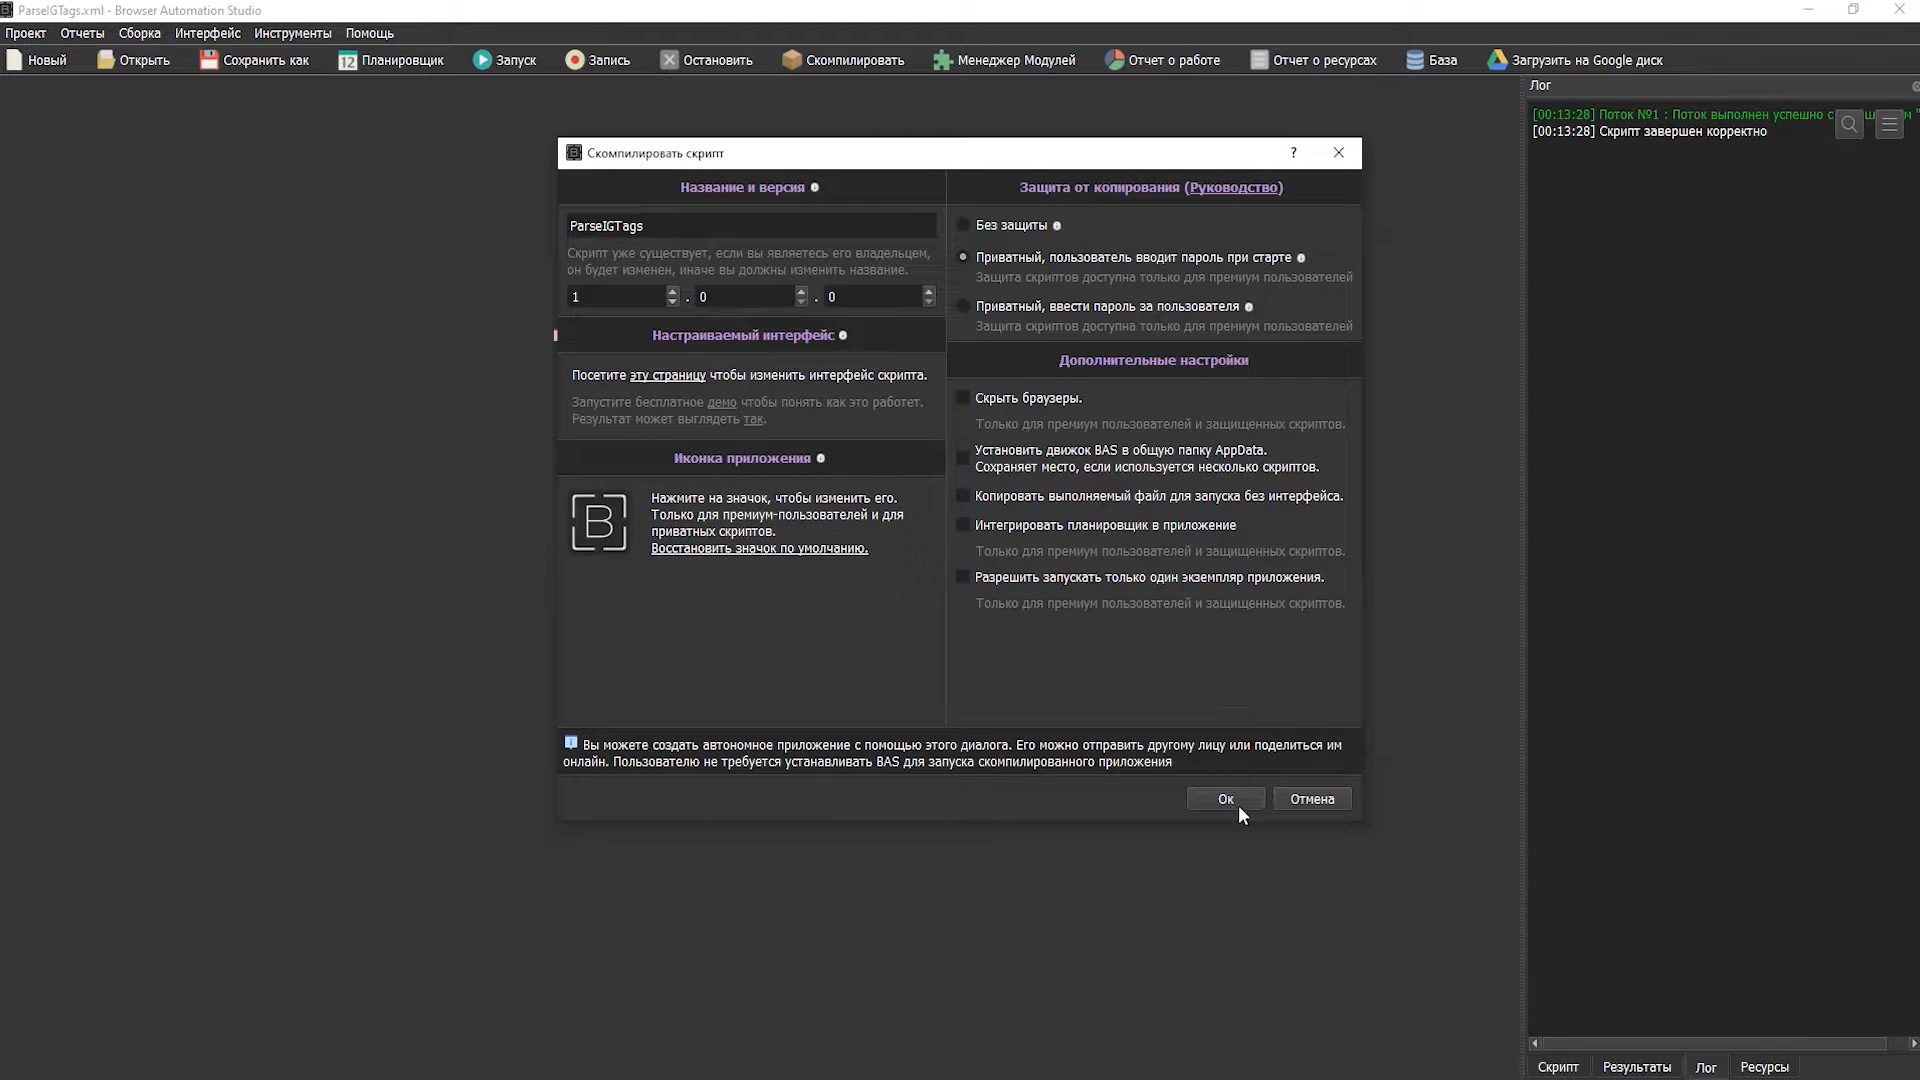 ParseIGTags.xml - Browser Automation Studio
Проект Отчеты Сборка Интерфейс Инструменты Помощь
Новый Открыть Сохранить как 12 Планировщик Запуск Запись Остановить Скомпилировать Менеджер Модулей Отчет о работе Отчет о ресурсах База Загрузить на Google диск
Лог
[00:13:28] Поток №1 : Поток выполнен успешно с
[00:13:28] Скрипт завершен корректно
Скомпилировать скрипт
?
Название и версия
ParseIGTags
Скрипт уже существует, если вы являетесь его владельцем,
он будет изменен, иначе вы должны изменить название.
1 . 0 . 0
Настраиваемый интерфейс
Посетите эту страницу чтобы изменить интерфейс скрипта.
Запустите бесплатное демо чтобы понять как это работет.
Результат может выглядеть так.
Иконка приложения
B
Нажмите на значок, чтобы изменить его.
Только для премиум-пользователей и для
приватных скриптов.
Восстановить значок по умолчанию.
Защита от копирования (Руководство)
Без защиты
Приватный, пользователь вводит пароль при старте
Защита скриптов доступна только для премиум пользователей
Приватный, ввести пароль за пользователя
Защита скриптов доступна только для премиум пользователей
Дополнительные настройки
Скрыть браузеры.
Только для премиум пользователей и защищенных скриптов.
Установить движок BAS в общую папку AppData.
Сохраняет место, если используется несколько скриптов.
Копировать выполняемый файл для запуска без интерфейса.
Интегрировать планировщик в приложение
Только для премиум пользователей и защищенных скриптов.
Разрешить запускать только один экземпляр приложения.
Только для премиум пользователей и защищенных скриптов.
Вы можете создать автономное приложение с помощью этого диалога. Его можно отправить другому лицу или поделиться им
онлайн. Пользователю не требуется устанавливать BAS для запуска скомпилированного приложения
Ок Отмена
Скрипт Результаты Лог Ресурсы